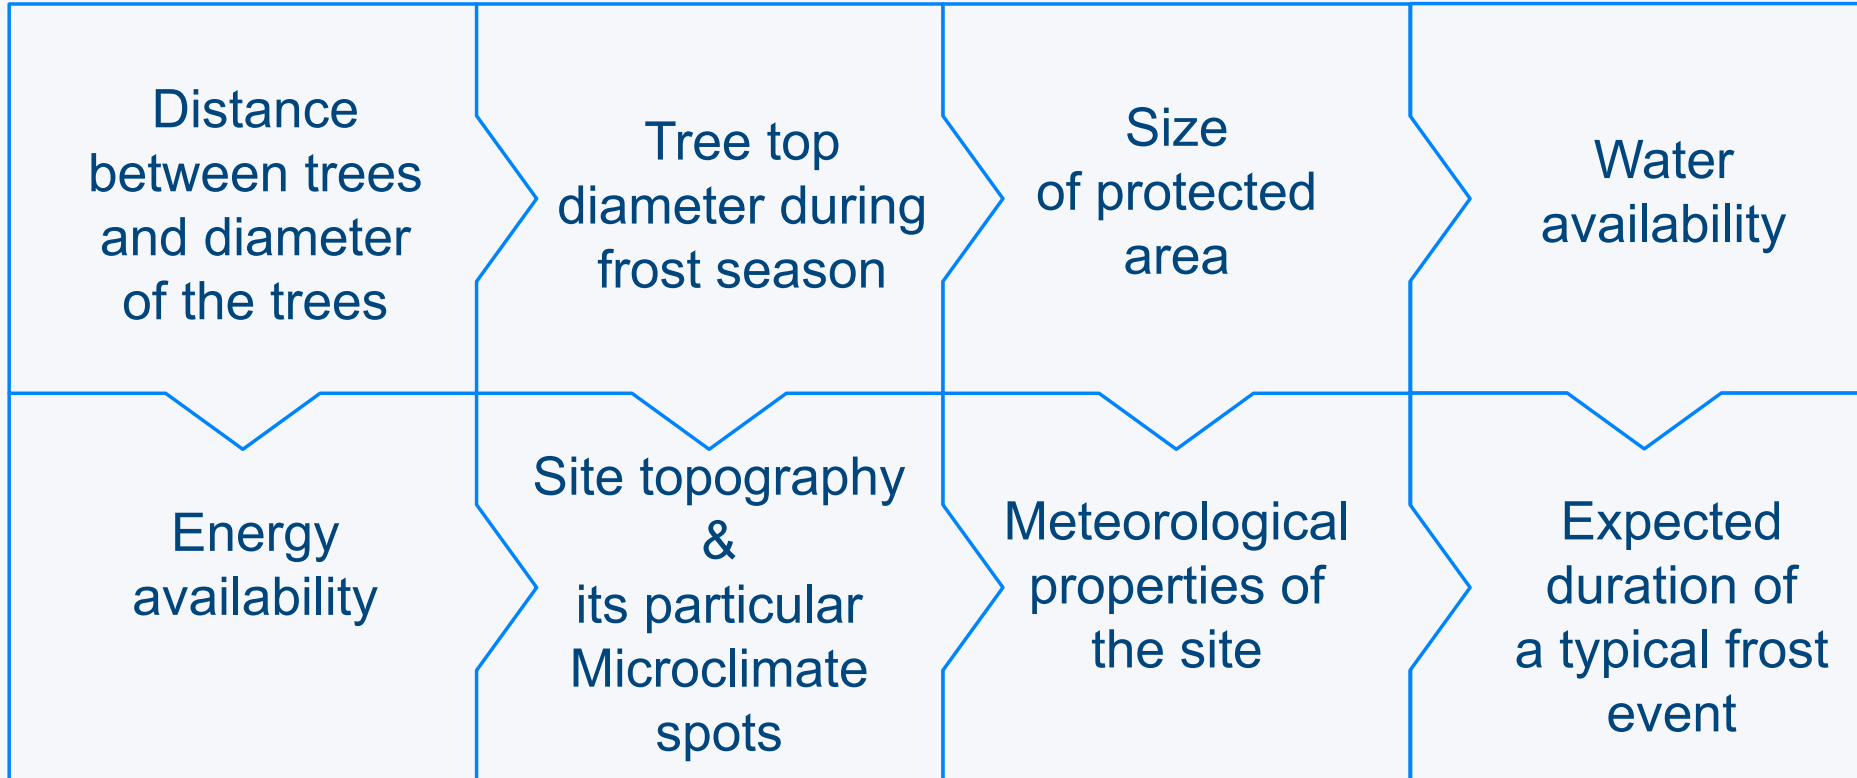 Distance
between trees
and diameter
of the trees
Tree top
diameter during
frost season
Size
of protected
area
Water
availability
Energy
availability
Site topography
&
its particular
Microclimate
spots
Meteorological
properties of
the site
Expected
duration of
a typical frost
event